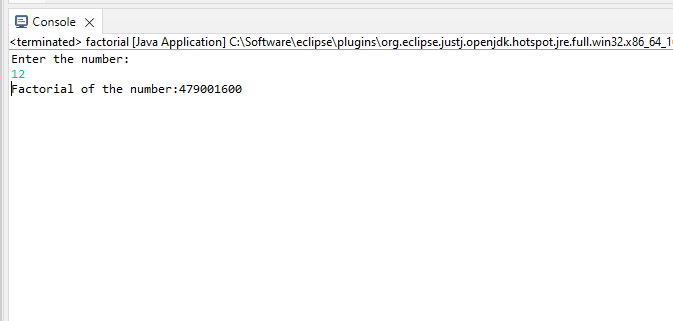 Console
<terminated> factorial [Java Application] C:\Software\eclipse\plugins\org.eclipse.justj.openjdk.hotspot.jre.full.win32.x86_64_1
Enter the number:
12
Factorial of the number:479001600